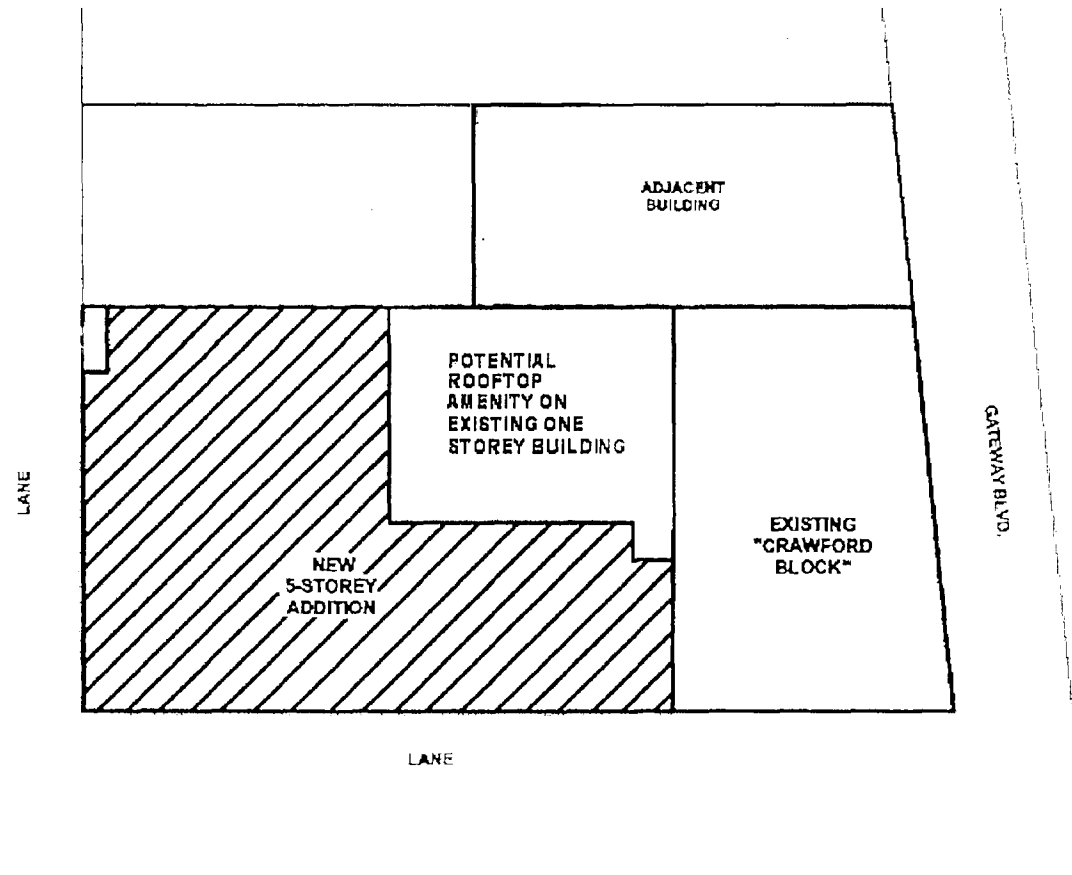 ADJACENT
BUILDING
POTENTIAL
ROOFTOP
AMENITY ON
EXISTING ONE
STOREY BUILDING
GATEWAY BLVD.
LANE
EXISTING
"CRAWFORD
BLOCK"
NEW
5-STOREY
ADDITION
LANE